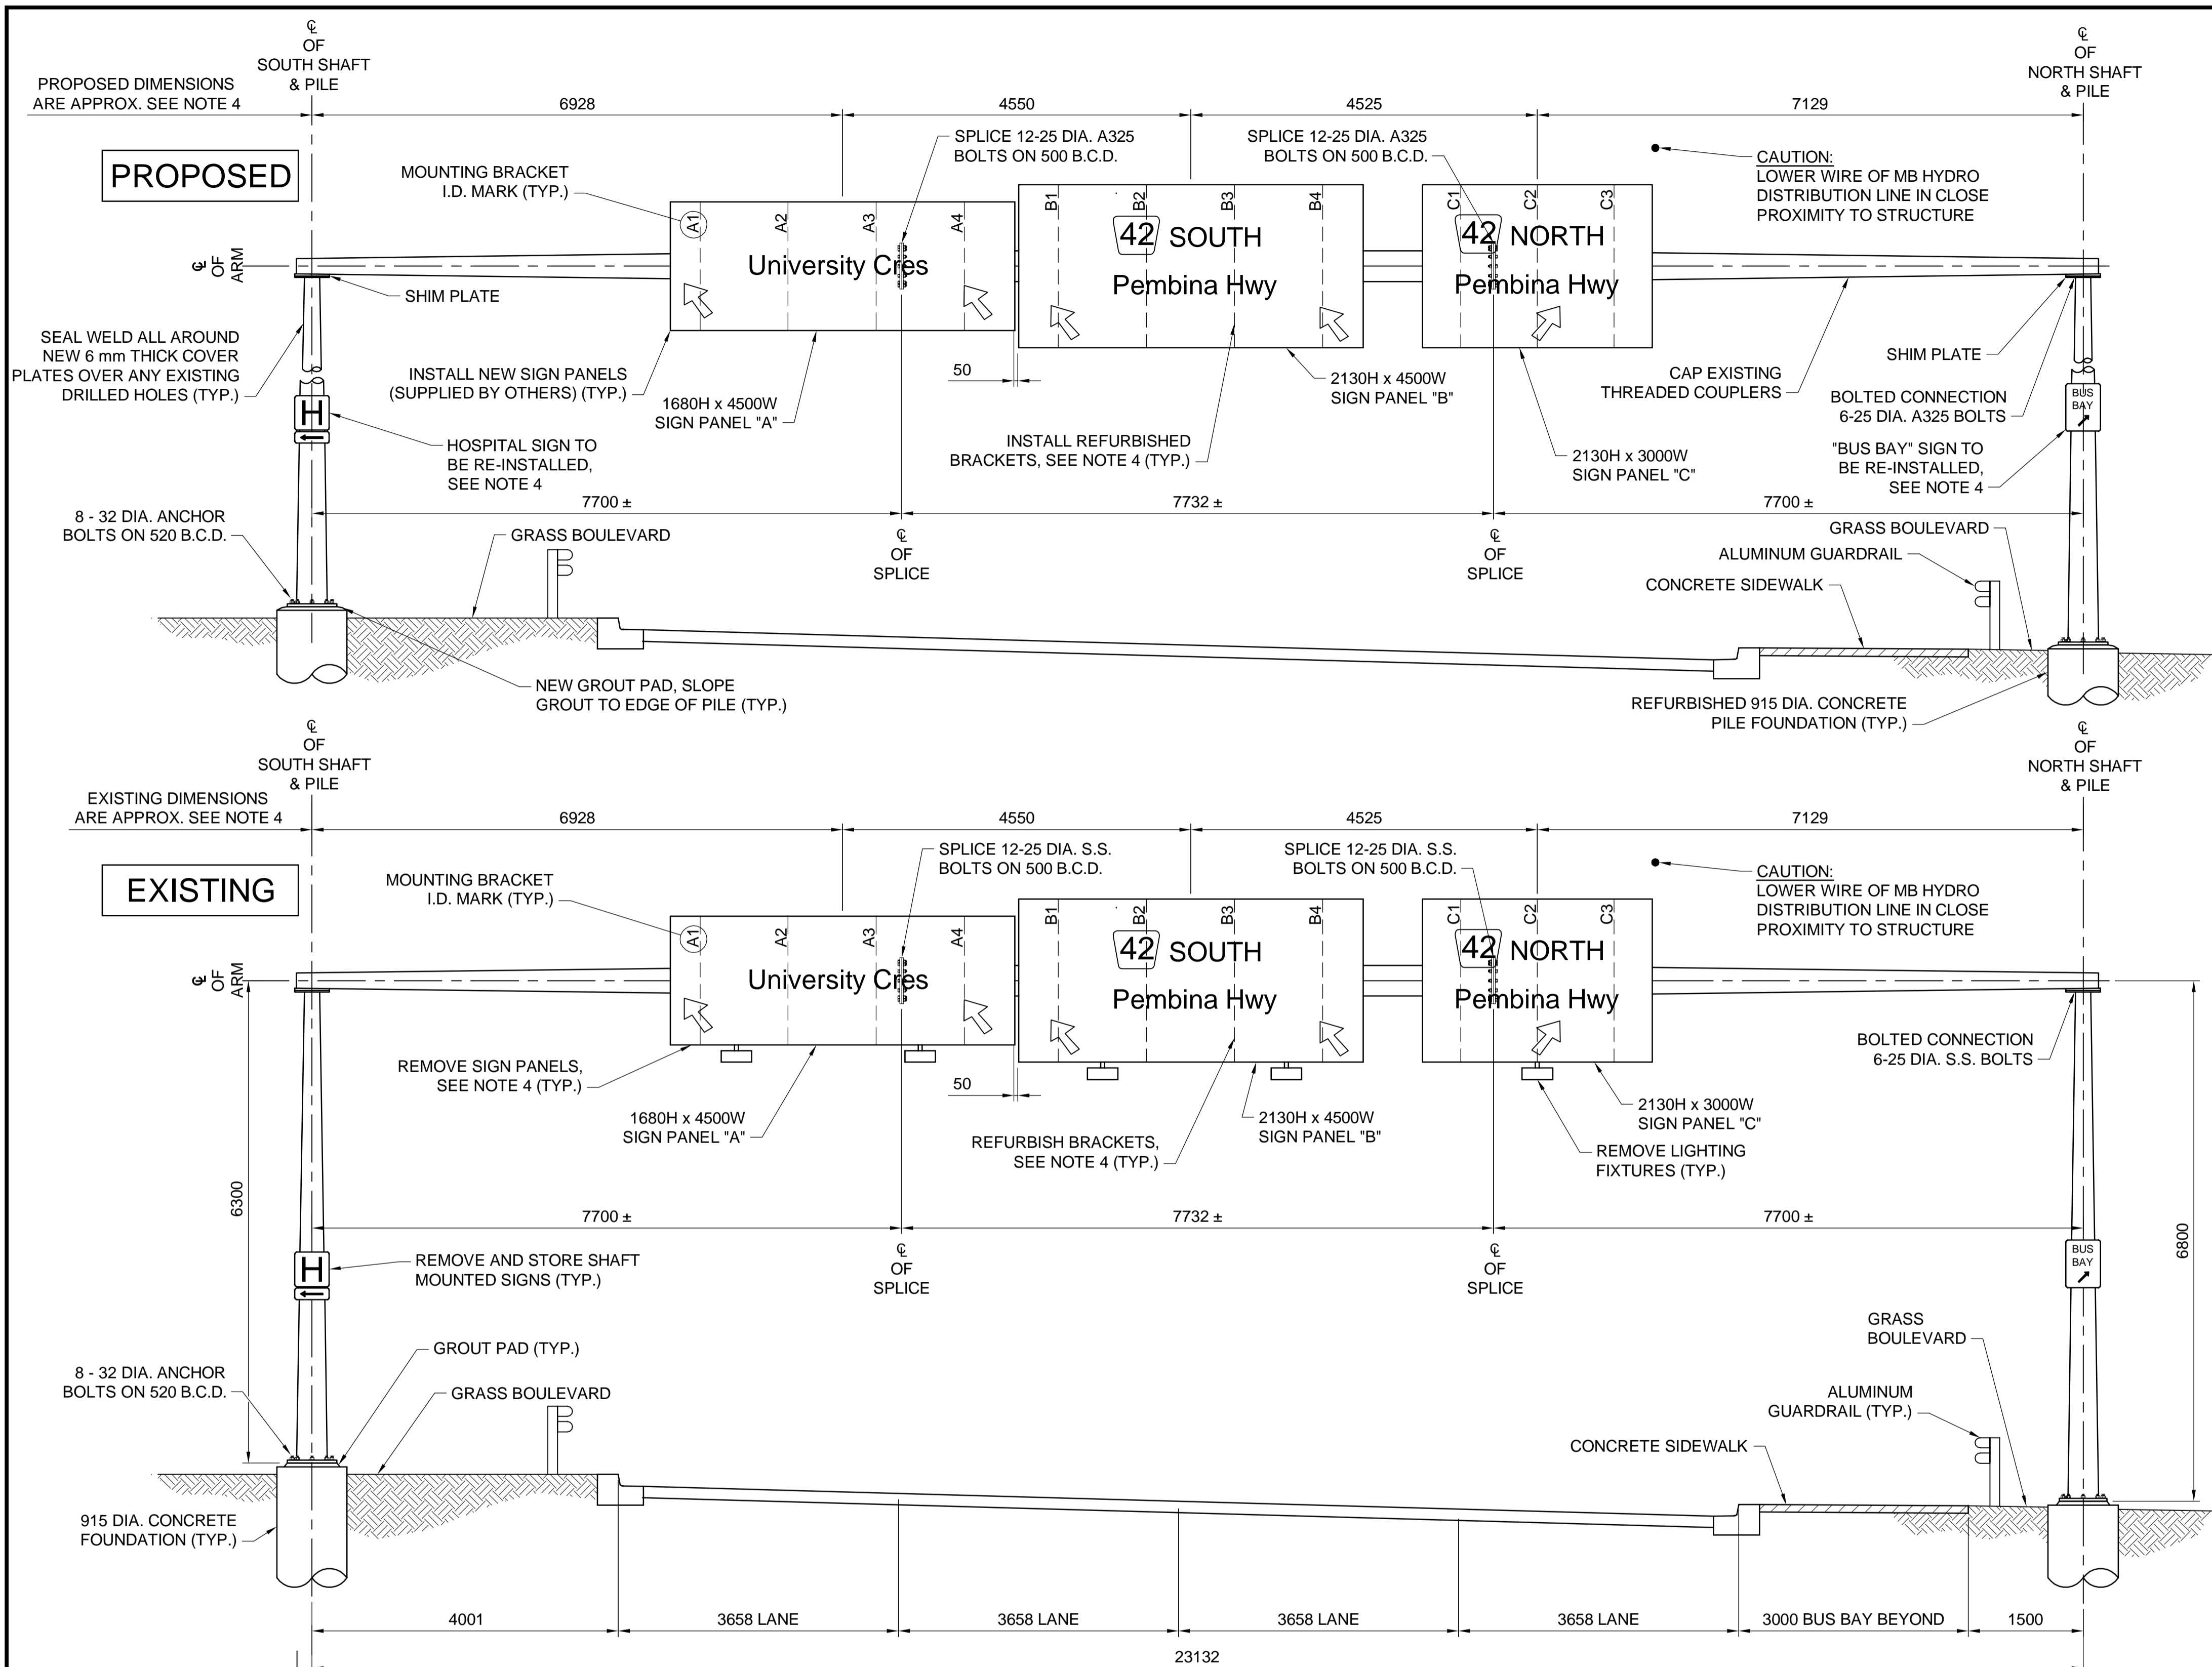 ℄
OF
SOUTH SHAFT
& PILE
℄
OF
NORTH SHAFT
& PILE
PROPOSED DIMENSIONS
ARE APPROX. SEE NOTE 4
6928
4550
4525
7129
PROPOSED
MOUNTING BRACKET
I.D. MARK (TYP.)
SPLICE 12-25 DIA. A325
BOLTS ON 500 B.C.D.
SPLICE 12-25 DIA. A325
BOLTS ON 500 B.C.D.
CAUTION:
LOWER WIRE OF MB HYDRO
DISTRIBUTION LINE IN CLOSE
PROXIMITY TO STRUCTURE
A1
A2
A3
A4
B1
B2
B3
B4
C1
C2
C3
University Cres
42 SOUTH
Pembina Hwy
42 NORTH
Pembina Hwy
℄
OF
ARM
SHIM PLATE
SEAL WELD ALL AROUND
NEW 6 mm THICK COVER
PLATES OVER ANY EXISTING
DRILLED HOLES (TYP.)
INSTALL NEW SIGN PANELS
(SUPPLIED BY OTHERS) (TYP.)
1680H x 4500W
SIGN PANEL "A"
50
2130H x 4500W
SIGN PANEL "B"
CAP EXISTING
THREADED COUPLERS
SHIM PLATE
BOLTED CONNECTION
6-25 DIA. A325 BOLTS
H
BUS
BAY
HOSPITAL SIGN TO
BE RE-INSTALLED,
SEE NOTE 4
INSTALL REFURBISHED
BRACKETS, SEE NOTE 4 (TYP.)
2130H x 3000W
SIGN PANEL "C"
"BUS BAY" SIGN TO
BE RE-INSTALLED,
SEE NOTE 4
7700 ±
7732 ±
7700 ±
8 - 32 DIA. ANCHOR
BOLTS ON 520 B.C.D.
GRASS BOULEVARD
℄
OF
SPLICE
℄
OF
SPLICE
GRASS BOULEVARD
ALUMINUM GUARDRAIL
CONCRETE SIDEWALK
NEW GROUT PAD, SLOPE
GROUT TO EDGE OF PILE (TYP.)
REFURBISHED 915 DIA. CONCRETE
PILE FOUNDATION (TYP.)
℄
OF
SOUTH SHAFT
& PILE
℄
OF
NORTH SHAFT
& PILE
EXISTING DIMENSIONS
ARE APPROX. SEE NOTE 4
6928
4550
4525
7129
EXISTING
MOUNTING BRACKET
I.D. MARK (TYP.)
SPLICE 12-25 DIA. S.S.
BOLTS ON 500 B.C.D.
SPLICE 12-25 DIA. S.S.
BOLTS ON 500 B.C.D.
CAUTION:
LOWER WIRE OF MB HYDRO
DISTRIBUTION LINE IN CLOSE
PROXIMITY TO STRUCTURE
A1
A2
A3
A4
B1
B2
B3
B4
C1
C2
C3
University Cres
42 SOUTH
Pembina Hwy
42 NORTH
Pembina Hwy
℄
OF
ARM
REMOVE SIGN PANELS,
SEE NOTE 4 (TYP.)
1680H x 4500W
SIGN PANEL "A"
50
REFURBISH BRACKETS,
SEE NOTE 4 (TYP.)
2130H x 4500W
SIGN PANEL "B"
2130H x 3000W
SIGN PANEL "C"
REMOVE LIGHTING
FIXTURES (TYP.)
BOLTED CONNECTION
6-25 DIA. S.S. BOLTS
6300
6800
7700 ±
7732 ±
7700 ±
H
REMOVE AND STORE SHAFT
MOUNTED SIGNS (TYP.)
℄
OF
SPLICE
℄
OF
SPLICE
BUS
BAY
GROUT PAD (TYP.)
8 - 32 DIA. ANCHOR
BOLTS ON 520 B.C.D.
GRASS BOULEVARD
GRASS
BOULEVARD
ALUMINUM
GUARDRAIL (TYP.)
CONCRETE SIDEWALK
915 DIA. CONCRETE
FOUNDATION (TYP.)
4001
3658 LANE
3658 LANE
3658 LANE
3658 LANE
3000 BUS BAY BEYOND
1500
23132